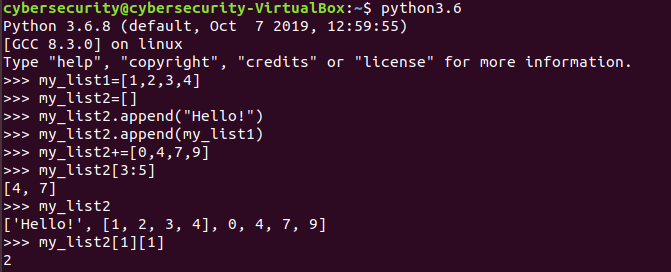 cybersecurity@cybersecurity-VirtualBox:~$ python3.6
Python 3.6.8 (default, Oct  7 2019, 12:59:55)
[GCC 8.3.0] on linux
Type "help", "copyright", "credits" or "license" for more information.
>>> my_list1=[1,2,3,4]
>>> my_list2=[]
>>> my_list2.append("Hello!")
>>> my_list2.append(my_list1)
>>> my_list2+=[0,4,7,9]
>>> my_list2[3:5]
[4, 7]
>>> my_list2
['Hello!', [1, 2, 3, 4], 0, 4, 7, 9]
>>> my_list2[1][1]
2